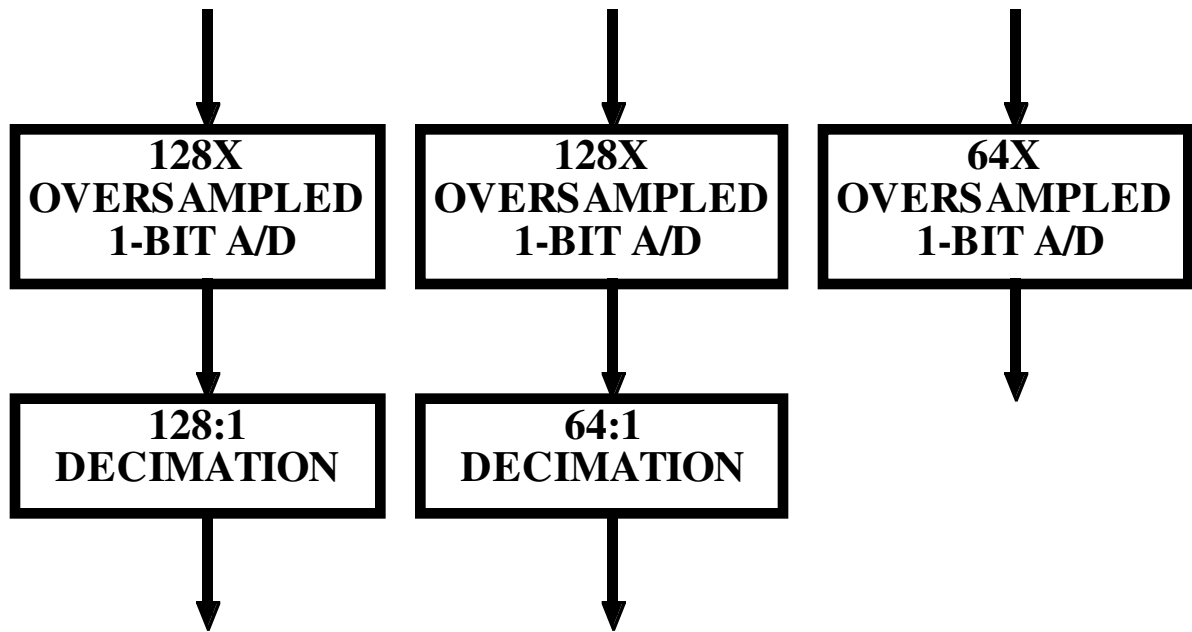 128X
OVERSAMPLED
1-BIT A/D
128X
OVERSAMPLED
1-BIT A/D
64X
OVERSAMPLED
1-BIT A/D
128:1
DECIMATION
64:1
DECIMATION